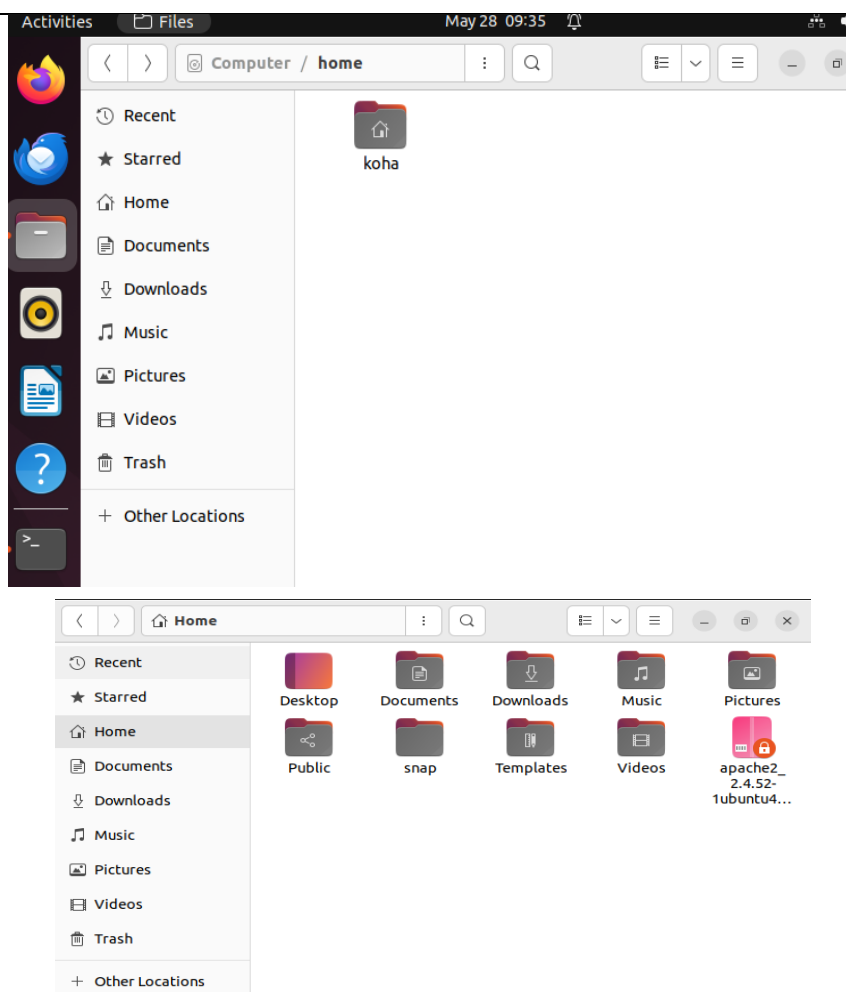 Activities Files May 28 09:35
Computer / home
Recent
Starred
Home
Documents
Downloads
Music
Pictures
Videos
Trash
+ Other Locations
koha
>_
?
Home
Recent
Starred
Home
Documents
Downloads
Music
Pictures
Videos
Trash
+ Other Locations
Desktop Documents Downloads Music Pictures
Public snap Templates Videos apache2_
2.4.52-
1ubuntu4...